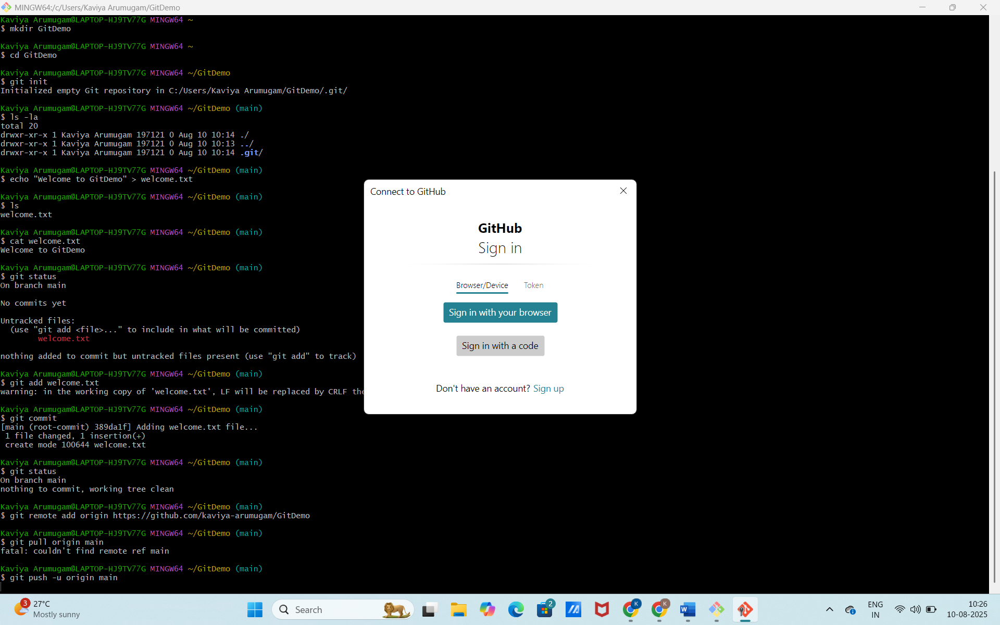 MINGW64:/c/Users/Kaviya Arumugam/GitDemo
Kaviya Arumugam@LAPTOP-HJ9TV77G MINGW64 ~
$ mkdir GitDemo
Kaviya Arumugam@LAPTOP-HJ9TV77G MINGW64 ~
$ cd GitDemo
Kaviya Arumugam@LAPTOP-HJ9TV77G MINGW64 ~/GitDemo
$ git init
Initialized empty Git repository in C:/Users/Kaviya Arumugam/GitDemo/.git/
Kaviya Arumugam@LAPTOP-HJ9TV77G MINGW64 ~/GitDemo (main)
$ ls -la
total 20
drwxr-xr-x 1 Kaviya Arumugam 197121 0 Aug 10 10:14 ./
drwxr-xr-x 1 Kaviya Arumugam 197121 0 Aug 10 10:13 ../
drwxr-xr-x 1 Kaviya Arumugam 197121 0 Aug 10 10:14 .git/
Kaviya Arumugam@LAPTOP-HJ9TV77G MINGW64 ~/GitDemo (main)
$ echo "Welcome to GitDemo" > welcome.txt
Kaviya Arumugam@LAPTOP-HJ9TV77G MINGW64 ~/GitDemo (main)
$ ls
welcome.txt
Kaviya Arumugam@LAPTOP-HJ9TV77G MINGW64 ~/GitDemo (main)
$ cat welcome.txt
Welcome to GitDemo
Kaviya Arumugam@LAPTOP-HJ9TV77G MINGW64 ~/GitDemo (main)
$ git status
On branch main
No commits yet
Untracked files:
(use "git add <file>..." to include in what will be committed)
welcome.txt
nothing added to commit but untracked files present (use "git add" to track)
Kaviya Arumugam@LAPTOP-HJ9TV77G MINGW64 ~/GitDemo (main)
$ git add welcome.txt
warning: in the working copy of 'welcome.txt', LF will be replaced by CRLF the
Kaviya Arumugam@LAPTOP-HJ9TV77G MINGW64 ~/GitDemo (main)
$ git commit
[main (root-commit) 389da1f] Adding welcome.txt file...
1 file changed, 1 insertion(+)
create mode 100644 welcome.txt
Kaviya Arumugam@LAPTOP-HJ9TV77G MINGW64 ~/GitDemo (main)
$ git status
On branch main
nothing to commit, working tree clean
Kaviya Arumugam@LAPTOP-HJ9TV77G MINGW64 ~/GitDemo (main)
$ git remote add origin https://github.com/kaviya-arumugam/GitDemo
Kaviya Arumugam@LAPTOP-HJ9TV77G MINGW64 ~/GitDemo (main)
$ git pull origin main
fatal: couldn't find remote ref main
Kaviya Arumugam@LAPTOP-HJ9TV77G MINGW64 ~/GitDemo (main)
$ git push -u origin main
Connect to GitHub
GitHub
Sign in
Browser/Device Token
Sign in with your browser
Sign in with a code
Don't have an account? Sign up
3
27°C
Mostly sunny
Search
2
K
K
W
ENG
IN
10:26
10-08-2025